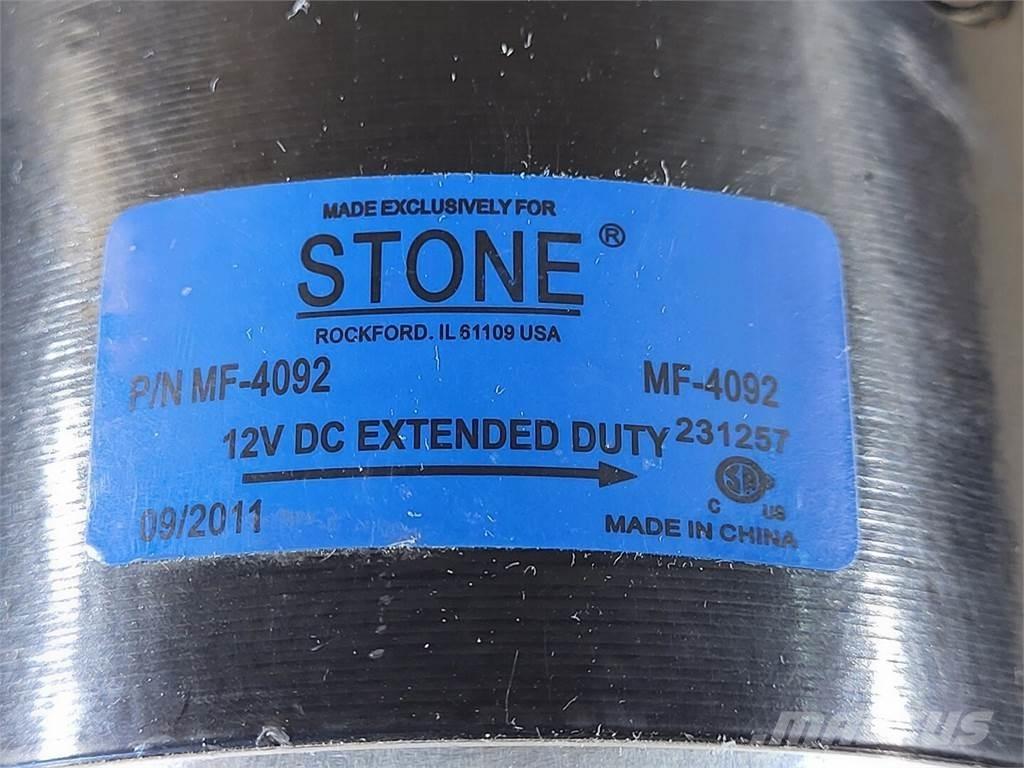 MADE EXCLUSIVELY FOR
STONE®
ROCKFORD. IL 61109 USA
P/N MF-4092
MF-4092
12V DC EXTENDED DUTY
231257
C US
09/2011
MADE IN CHINA
MASCUS